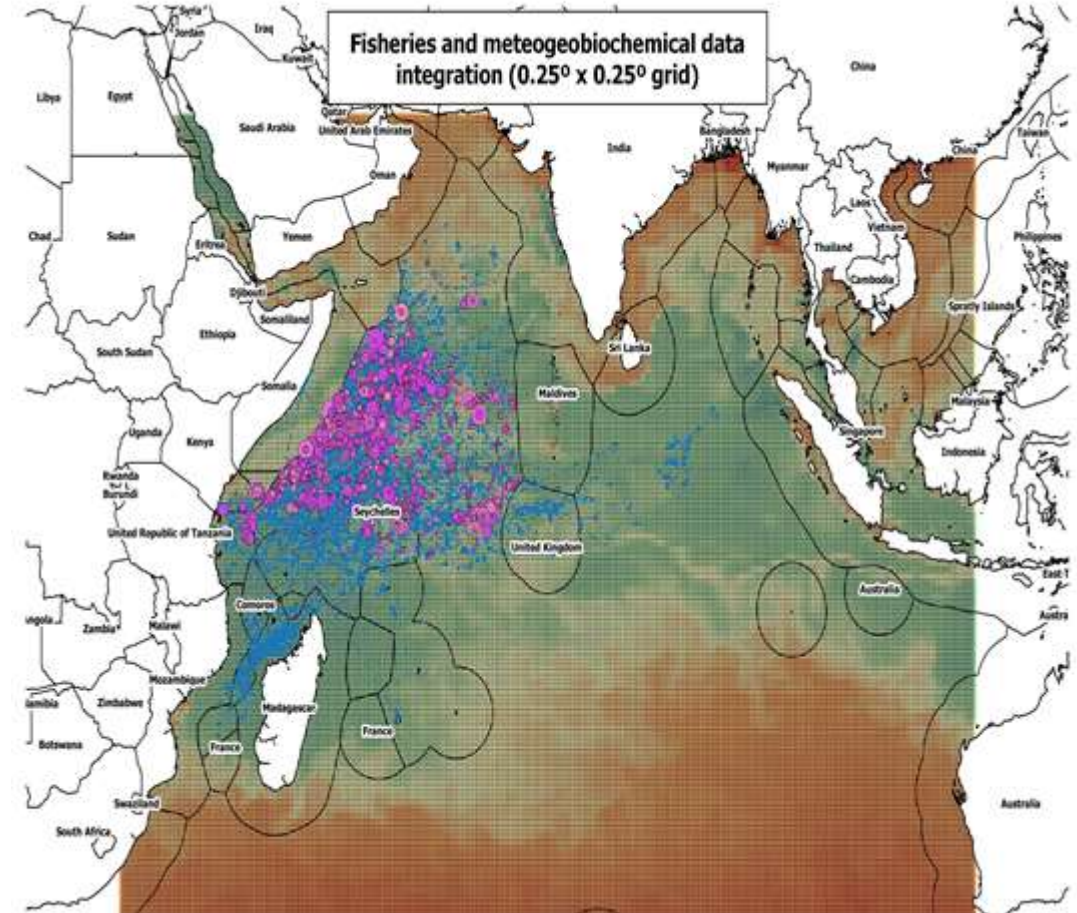 Fisheries and meteogeobiochemical data
integration (0.25º x 0.25º grid)
Syria
Jordan
Iraq
Kuwait
China
Libya
Egypt
Qatar
United Arab Emirates
Saudi Arabia
Bangladesh
Taiwan
India
China
Oman
Myanmar
Laos
Chad
Sudan
Eritrea
Yemen
Vietnam
Philippines
Thailand
Cambodia
Djibouti
Somaliland
Spratly Islands
Ethiopia
South Sudan
Sri Lanka
Somalia
Maldives
Malaysia
Uganda
Kenya
Singapore
Indonesia
Rwanda
Burundi
Seychelles
United Republic of Tanzania
United Kingdom
East T
Comoros
Australia
ngola
Zambia
Malawi
Austra
Mozambique
Namibia
Zimbabwe
Madagascar
Botswana
France
France
Swaziland
Australia
South Africa